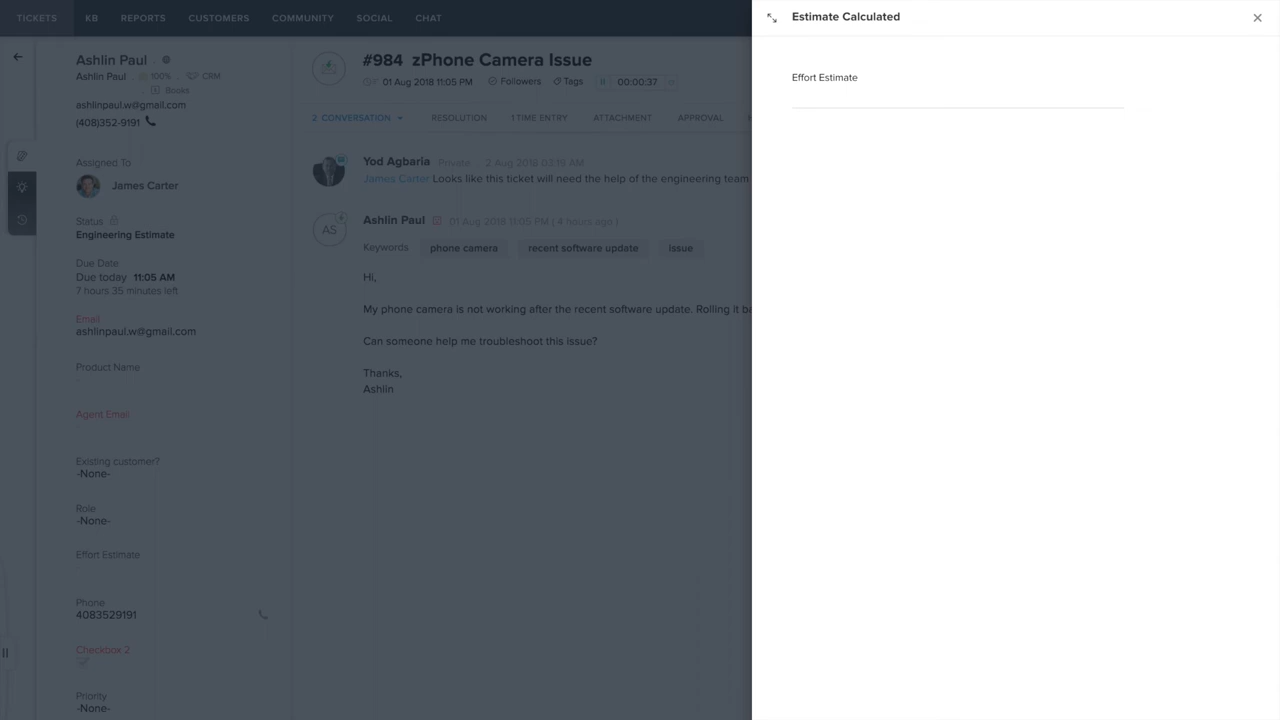 TICKETS KB REPORTS CUSTOMERS COMMUNITY SOCIAL CHAT
Ashlin Paul
Ashlin Paul 100% CRM
Books
ashlinpaul.w@gmail.com
(408)352-9191
Assigned To
James Carter
Status
Engineering Estimate
Due Date
Due today 11:05 AM
7 hours 35 minutes left
Email
ashlinpaul.w@gmail.com
Product Name
Agent Email
Existing customer?
-None-
Role
-None-
Effort Estimate
Phone
4083529191
Checkbox 2
Priority
-None-
#984 zPhone Camera Issue
01 Aug 2018 11:05 PM Followers Tags 00:00:37
2 CONVERSATION RESOLUTION 1 TIME ENTRY ATTACHMENT APPROVAL
Yod Agbaria Private 2 Aug 2018 03:19 AM
James Carter Looks like this ticket will need the help of the engineering team
AS
Ashlin Paul 01 Aug 2018 11:05 PM ( 4 hours ago )
Keywords phone camera recent software update issue
Hi,
My phone camera is not working after the recent software update. Rolling it ba
Can someone help me troubleshoot this issue?
Thanks,
Ashlin
Estimate Calculated
Effort Estimate